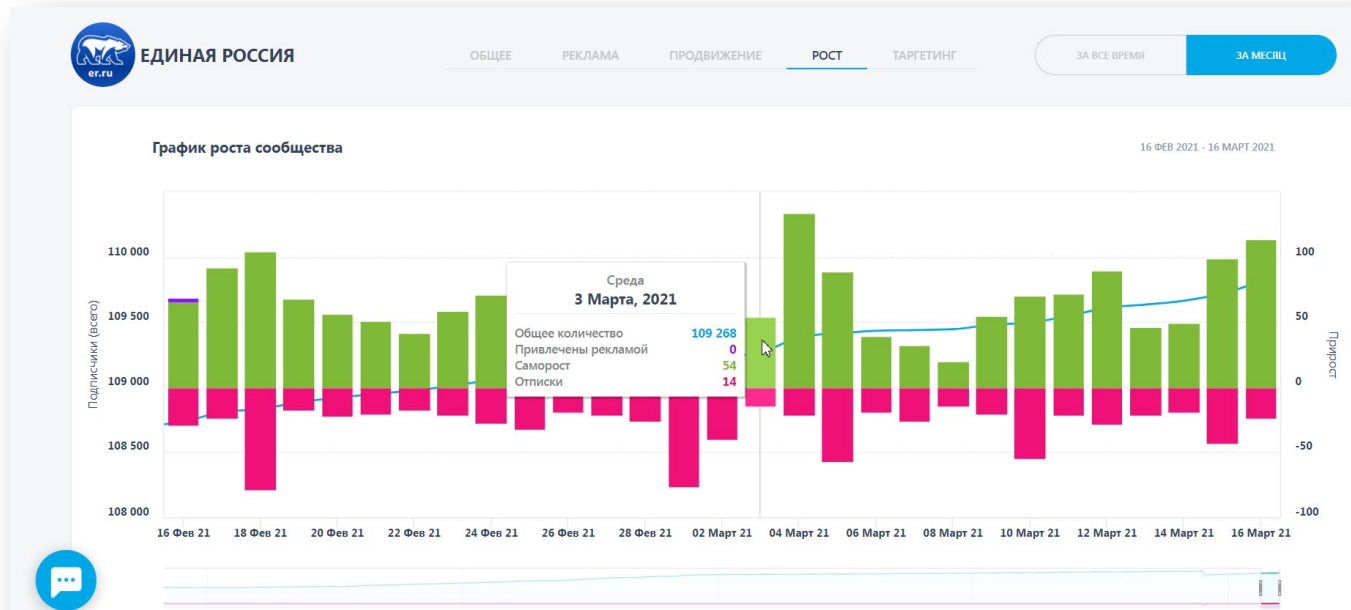 er.ru
ЕДИНАЯ РОССИЯ
ОБЩЕЕ РЕКЛАМА ПРОДВИЖЕНИЕ РОСТ ТАРГЕТИНГ
ЗА ВСЕ ВРЕМЯ ЗА МЕСЯЦ
График роста сообщества
16 ФЕВ 2021 - 16 МАРТ 2021
Подписчики (всего)
110 000
109 500
109 000
108 500
108 000
Среда
3 Марта, 2021
Общее количество 109 268
Привлечены рекламой 0
Саморост 54
Отписки 14
100
50
0
-50
-100
Прирост
16 Фев 21 18 Фев 21 20 Фев 21 22 Фев 21 24 Фев 21 26 Фев 21 28 Фев 21 02 Март 21 04 Март 21 06 Март 21 08 Март 21 10 Март 21 12 Март 21 14 Март 21 16 Март 21